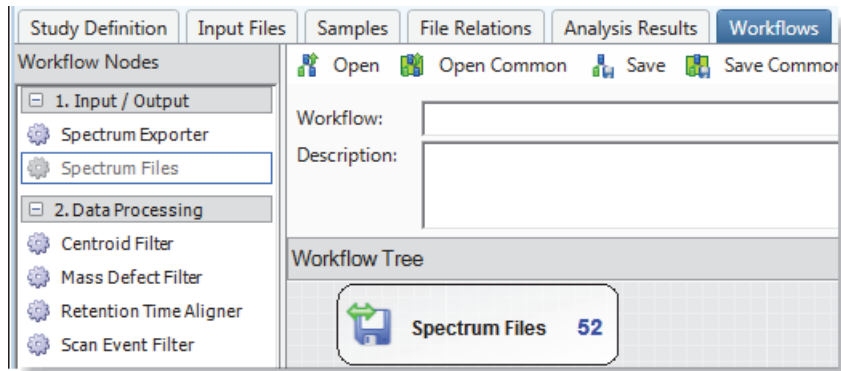 Study Definition Input Files Samples File Relations Analysis Results Workflows
Workflow Nodes
Open Open Common Save Save Common
1. Input / Output
Spectrum Exporter
Spectrum Files
2. Data Processing
Centroid Filter
Mass Defect Filter
Retention Time Aligner
Scan Event Filter
Workflow:
Description:
Workflow Tree
Spectrum Files 52